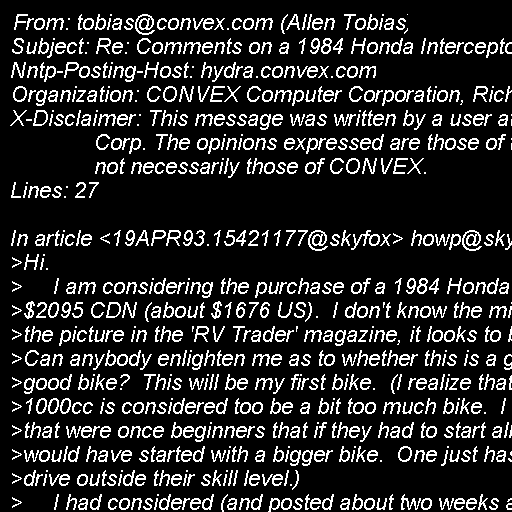 From: tobias@convex.com (Allen Tobias)
Subject: Re: Comments on a 1984 Honda Intercepto
Nntp-Posting-Host: hydra.convex.com
Organization: CONVEX Computer Corporation, Rich
X-Disclaimer: This message was written by a user at
Corp. The opinions expressed are those of t
not necessarily those of CONVEX.
Lines: 27

In article <19APR93.15421177@skyfox> howp@sky
>Hi.
>     I am considering the purchase of a 1984 Honda
>$2095 CDN (about $1676 US).  I don't know the mi
>the picture in the 'RV Trader' magazine, it looks to b
>Can anybody enlighten me as to whether this is a g
>good bike?  This will be my first bike.  (I realize that
>1000cc is considered too be a bit too much bike.  I
>that were once beginners that if they had to start all
>would have started with a bigger bike.  One just has
>drive outside their skill level.)
>     I had considered (and posted about two weeks a